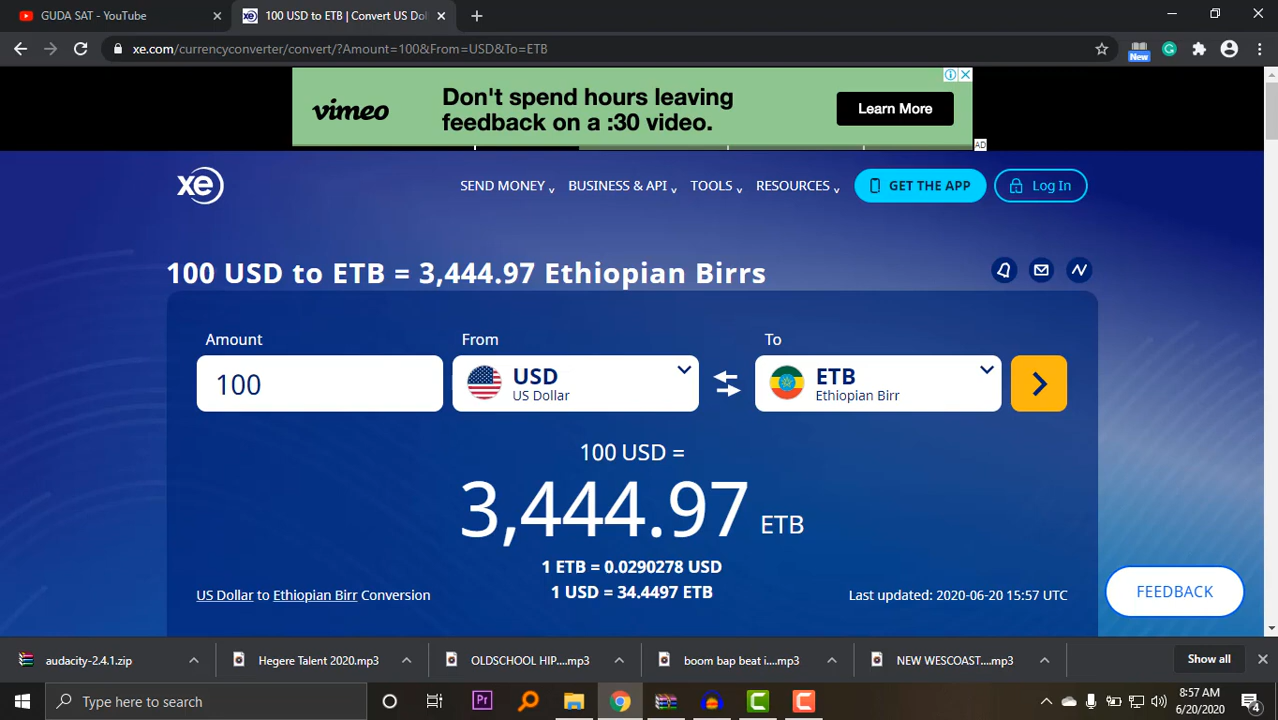 GUDA SAT - YouTube
100 USD to ETB | Convert US Dol
xe.com/currencyconverter/convert/?Amount=100&From=USD&To=ETB
New
vimeo
Don't spend hours leaving
feedback on a :30 video.
Learn More
AD
xe
SEND MONEY
BUSINESS & API
TOOLS
RESOURCES
GET THE APP
Log In
100 USD to ETB = 3,444.97 Ethiopian Birrs
Amount
From
To
100
USD
US Dollar
ETB
Ethiopian Birr
100 USD =
3,444.97 ETB
1 ETB = 0.0290278 USD
1 USD = 34.4497 ETB
US Dollar to Ethiopian Birr Conversion
Last updated: 2020-06-20 15:57 UTC
FEEDBACK
audacity-2.4.1.zip
Hegere Talent 2020.mp3
OLDSCHOOL HIP....mp3
boom bap beat i....mp3
NEW WESCOAST....mp3
Show all
Type here to search
Pr
8:57 AM
6/20/2020
4